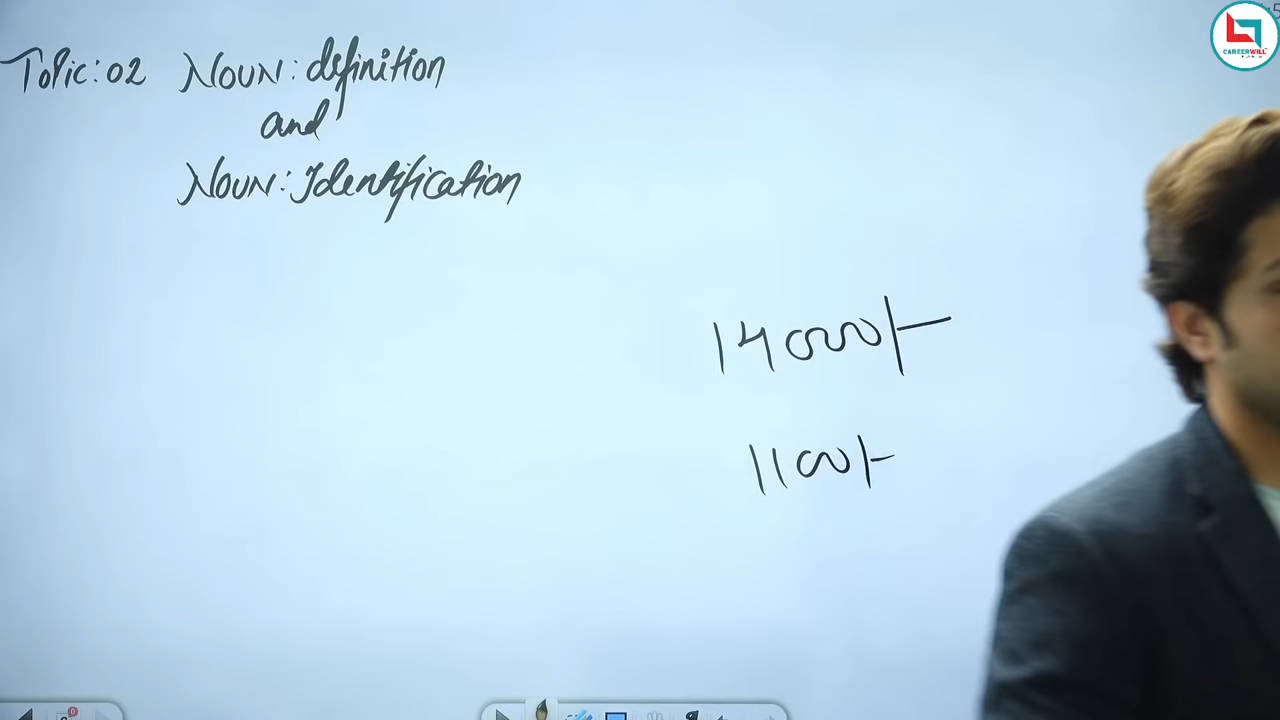 Topic:02 NOUN: definition
and
NOUN: Identification
14000/-
1100/-
CAREERWILL